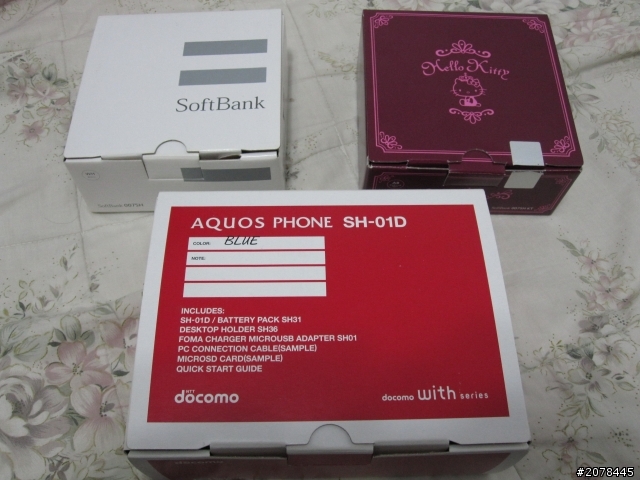 SoftBank
Hello Kitty
AQUOS PHONE SH-01D
COLOR: BLUE
NOTE:
INCLUDES:
SH-01D / BATTERY PACK SH31
DESKTOP HOLDER SH36
FOMA CHARGER MICROUSB ADAPTER SH01
PC CONNECTION CABLE(SAMPLE)
MICROSD CARD(SAMPLE)
QUICK START GUIDE
NTT
docomo
docomo with series
#2078445